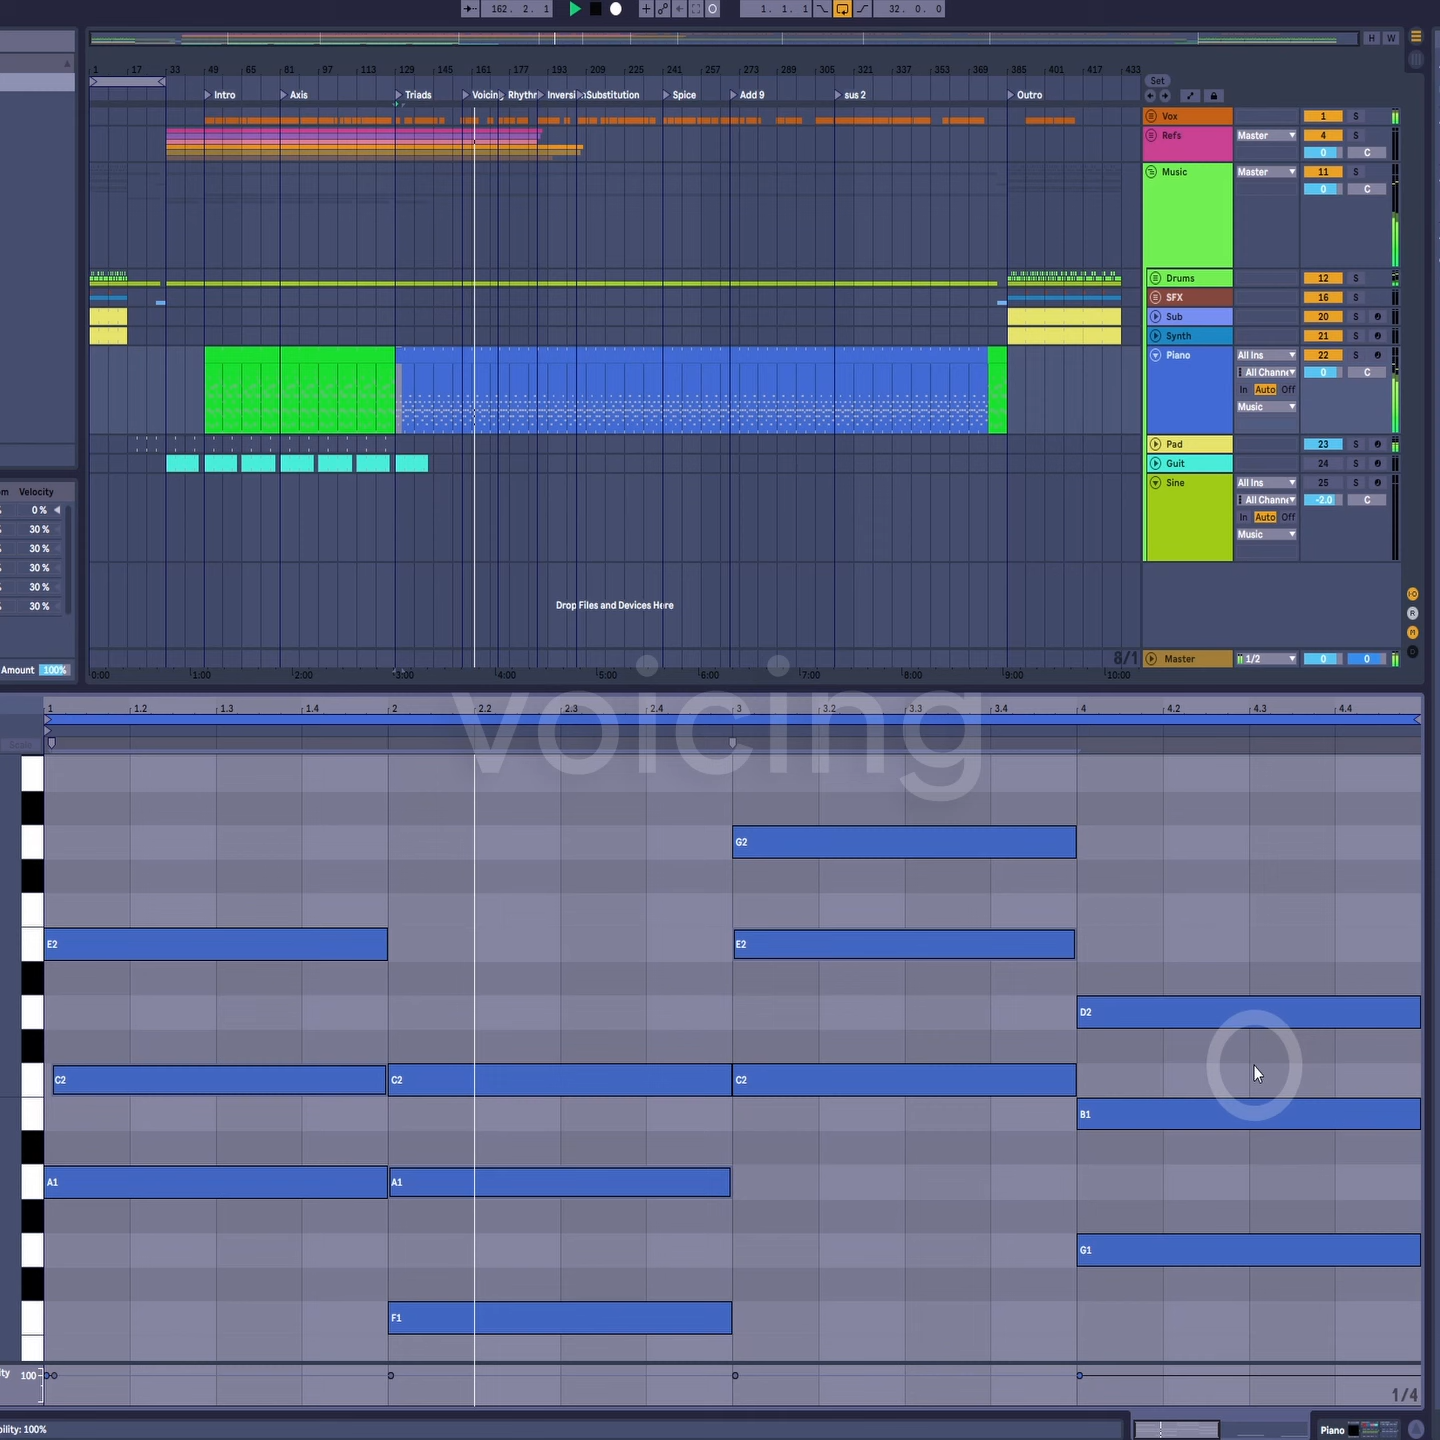 162. 2. 1
1. 1. 1
32. 0. 0
H W
1 17 33 49 65 81 97 113 129 145 161 177 193 209 225 241 257 273 289 305 321 337 353 369 385 401 417 433
Set
Intro Axis Triads Voicin Rhythm Inversi Substitution Spice Add 9 sus 2 Outro
Vox 1 S
Refs Master 4 S
0 C
Music Master 11 S
0 C
Drums 12 S
SFX 16 S
Sub 20 S
Synth 21 S
Piano All Ins 22 S
All Channe 0 C
In Auto Off
Music
Pad 23 S
Guit 24 S
Sine All Ins 25 S
All Channe -2.0 C
In Auto Off
Music
Velocity
0 %
30 %
30 %
30 %
30 %
30 %
Amount 100%
Drop Files and Devices Here
8/1
Master 1/2 0 0
0:00 1:00 2:00 3:00 4:00 5:00 6:00 7:00 8:00 9:00 10:00
voicing
1 1.2 1.3 1.4 2 2.2 2.3 2.4 3 3.2 3.3 3.4 4 4.2 4.3 4.4
Scale
G2
E2 E2
D2
C2 C2 C2
B1
A1 A1
G1
F1
100
1/4
bility: 100%
Piano